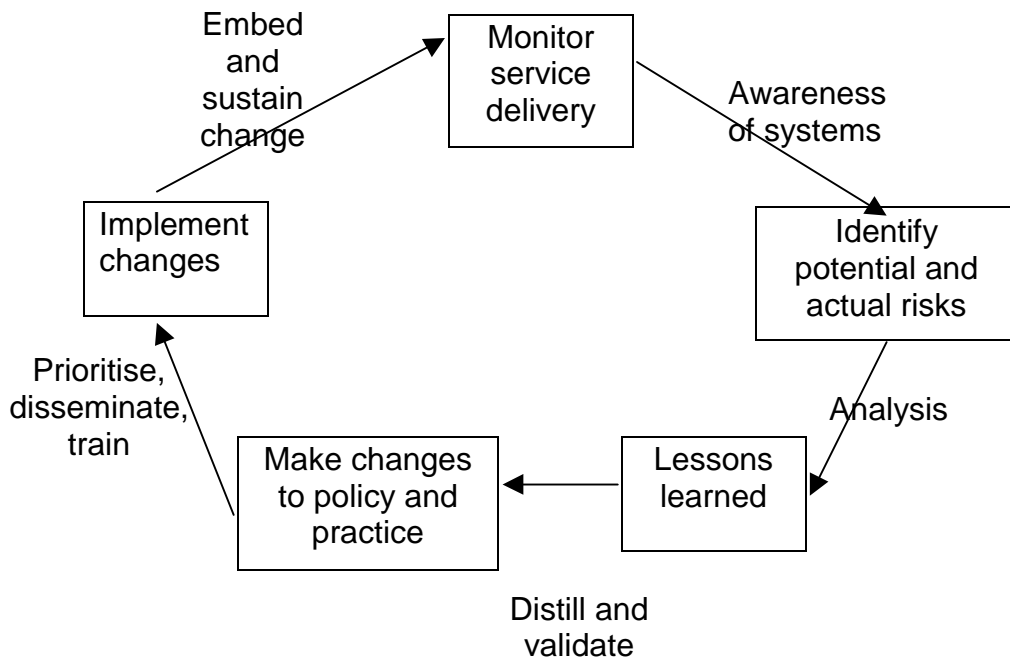 Embed
and
sustain
change
Monitor
service
delivery
Awareness
of systems
Identify
potential and
actual risks
Analysis
Lessons
learned
Distill and
validate
Make changes
to policy and
practice
Prioritise,
disseminate,
train
Implement
changes